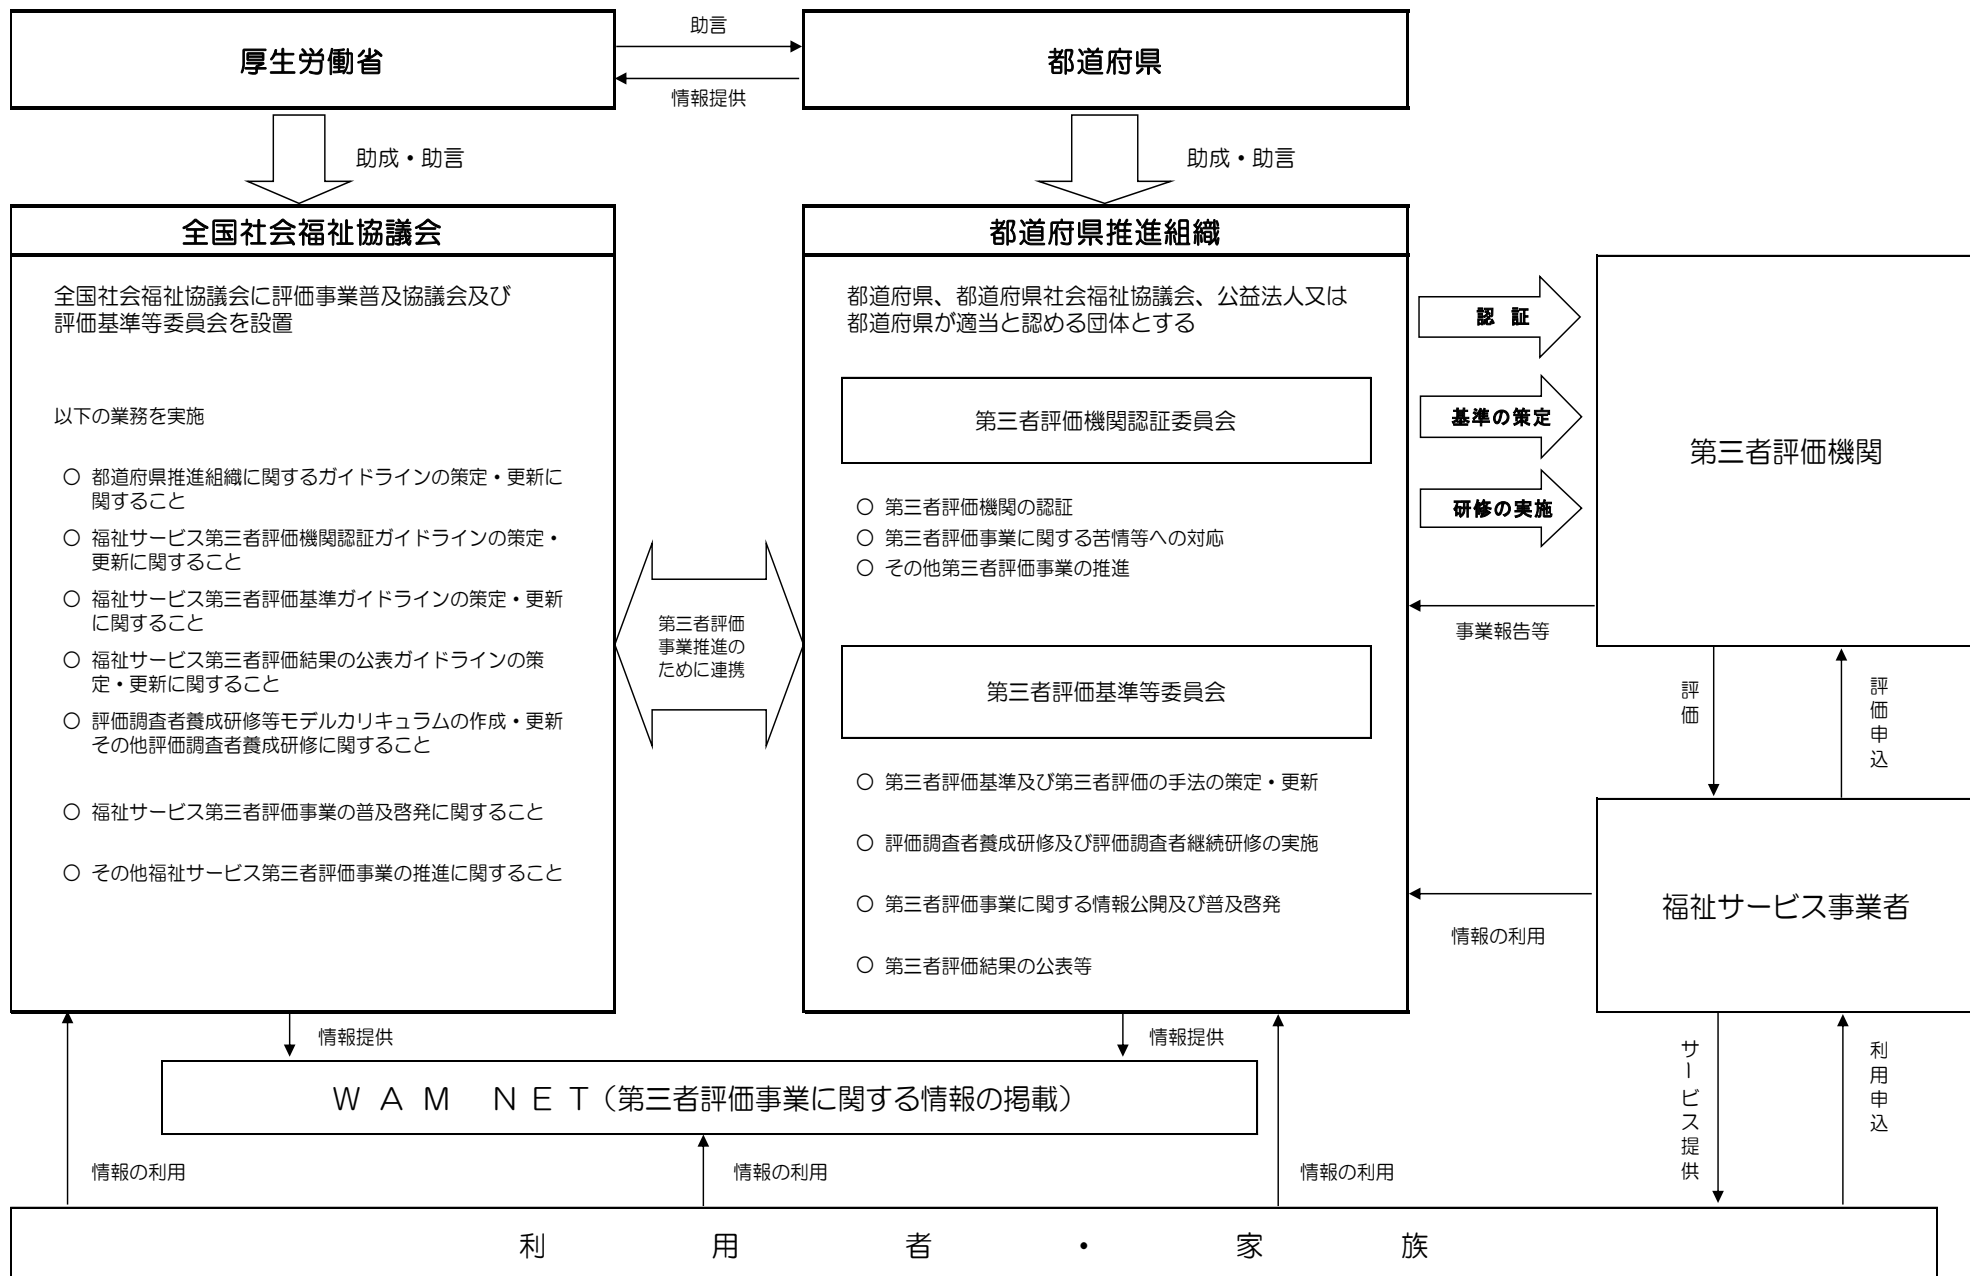 厚生労働省
助言
情報提供
都道府県
助成・助言
助成・助言
全国社会福祉協議会
全国社会福祉協議会に評価事業普及協議会及び
評価基準等委員会を設置
以下の業務を実施
〇 都道府県推進組織に関するガイドラインの策定・更新に
関すること
〇 福祉サービス第三者評価機関認証ガイドラインの策定・
更新に関すること
〇 福祉サービス第三者評価基準ガイドラインの策定・更新
に関すること
〇 福祉サービス第三者評価結果の公表ガイドラインの策
定・更新に関すること
〇 評価調査者養成研修等モデルカリキュラムの作成・更新
その他評価調査者養成研修に関すること
〇 福祉サービス第三者評価事業の普及啓発に関すること
〇 その他福祉サービス第三者評価事業の推進に関すること
第三者評価
事業推進の
ために連携
都道府県推進組織
都道府県、都道府県社会福祉協議会、公益法人又は
都道府県が適当と認める団体とする
第三者評価機関認証委員会
〇 第三者評価機関の認証
〇 第三者評価事業に関する苦情等への対応
〇 その他第三者評価事業の推進
第三者評価基準等委員会
〇 第三者評価基準及び第三者評価の手法の策定・更新
〇 評価調査者養成研修及び評価調査者継続研修の実施
〇 第三者評価事業に関する情報公開及び普及啓発
〇 第三者評価結果の公表等
認 証
基準の策定
研修の実施
事業報告等
第三者評価機関
評価
評価申込
福祉サービス事業者
情報の利用
情報提供
情報提供
ＷＡＭ ＮＥＴ（第三者評価事業に関する情報の掲載）
情報の利用
情報の利用
情報の利用
サービス提供
利用申込
利用者・家族